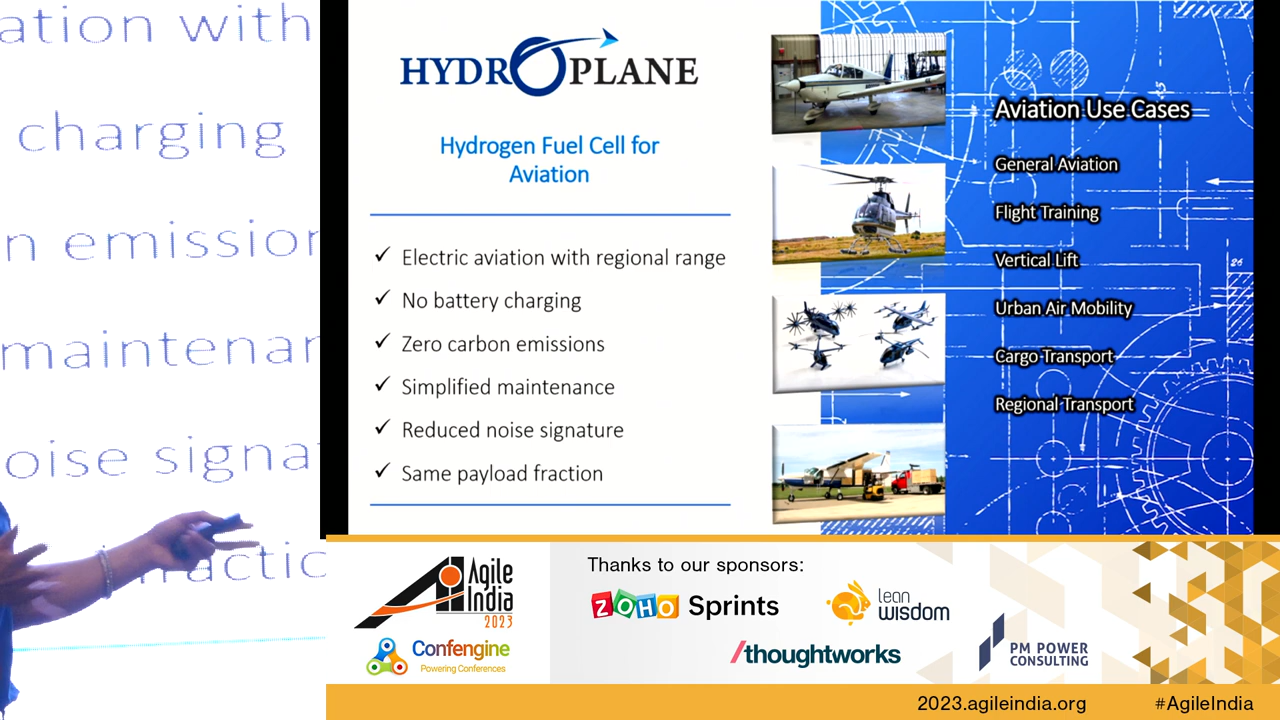 ation with
charging
n emission
maintenan
oise signa
HYDROPLANE
Hydrogen Fuel Cell for
Aviation
✓ Electric aviation with regional range
✓ No battery charging
✓ Zero carbon emissions
✓ Simplified maintenance
✓ Reduced noise signature
✓ Same payload fraction
Aviation Use Cases
General Aviation
Flight Training
Vertical Lift
Urban Air Mobility
Cargo Transport
Regional Transport
26
Agile
India
2023
Confengine
Powering Conferences
Thanks to our sponsors:
ZOHO Sprints
lean
wisdom
/thoughtworks
PM POWER
CONSULTING
2023.agileindia.org
#AgileIndia